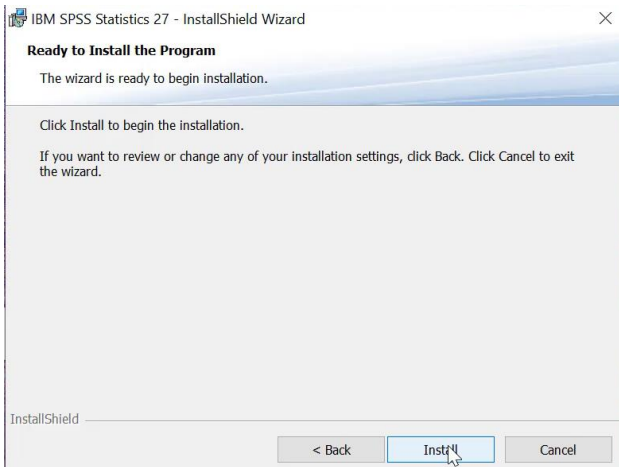 IBM SPSS Statistics 27 - InstallShield Wizard
Ready to Install the Program
The wizard is ready to begin installation.
Click Install to begin the installation.
If you want to review or change any of your installation settings, click Back. Click Cancel to exit
the wizard.
InstallShield
< Back Install Cancel